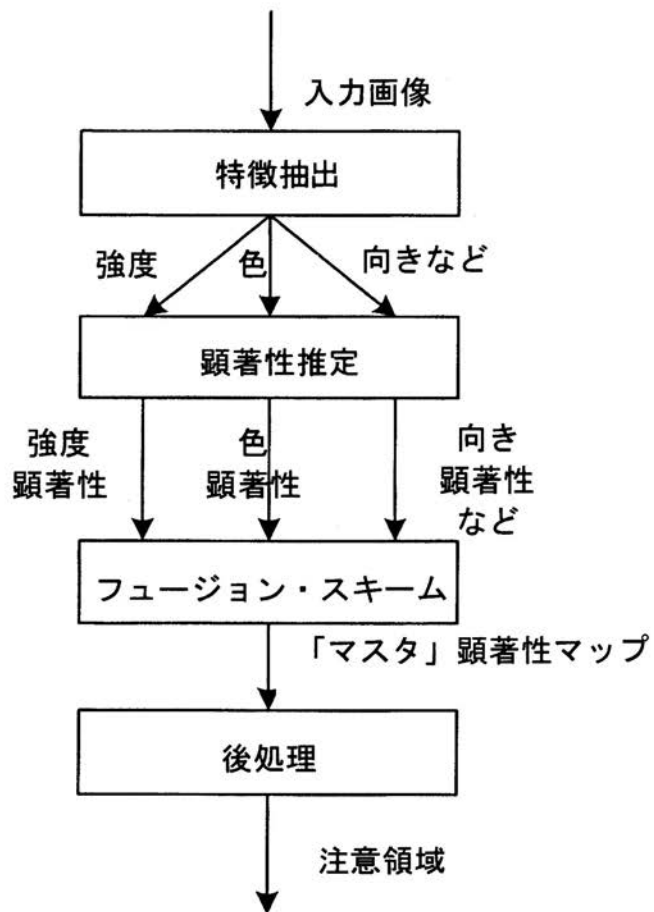 入力画像
特徴抽出
強度
色
向きなど
顕著性推定
強度
顕著性
色
顕著性
向き
顕著性
など
フュージョン・スキーム
「マスタ」顕著性マップ
後処理
注意領域